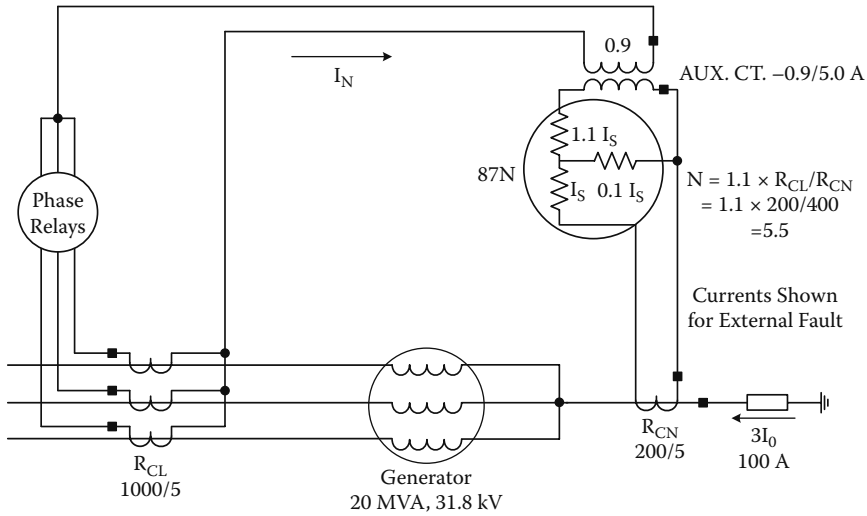 0.9
I_N
AUX. CT. –0.9/5.0 A
1.1 I_S
87N
I_S 0.1 I_S
N = 1.1 × R_CL/R_CN
= 1.1 × 200/400
=5.5
Phase
Relays
Currents Shown
for External Fault
R_CL
1000/5
Generator
20 MVA, 31.8 kV
R_CN
200/5
3I_0
100 A